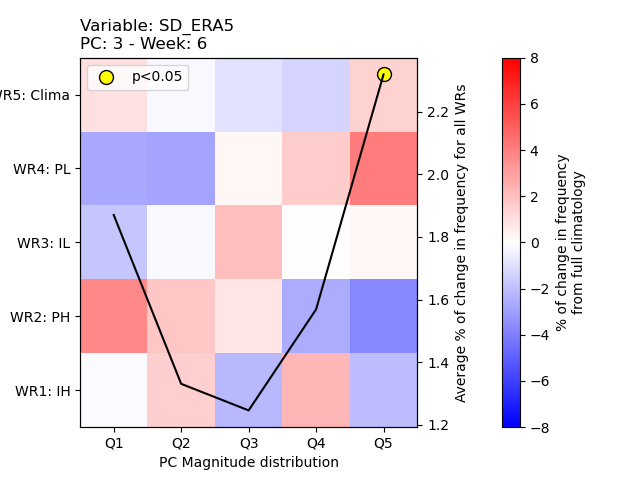 Variable: SD_ERA5
PC: 3 - Week: 6
p<0.05
WR5: Clima
WR4: PL
WR3: IL
WR2: PH
WR1: IH
Q1 Q2 Q3 Q4 Q5
PC Magnitude distribution
2.2
2.0
1.8
1.6
1.4
1.2
Average % of change in frequency for all WRs
8
6
4
2
0
−2
−4
−6
−8
% of change in frequency
from full climatology